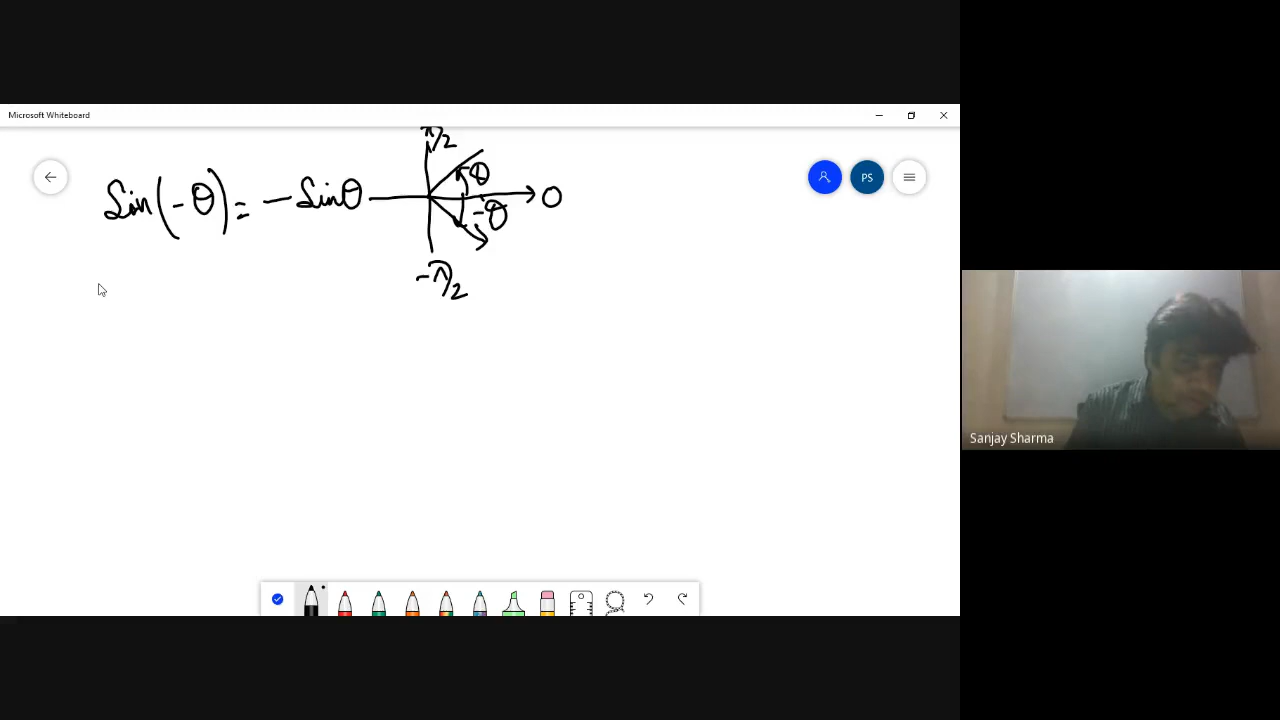 Microsoft Whiteboard
PS
π/2
Sin(-θ) = - Sinθ
θ
0
-θ
-π/2
Sanjay Sharma